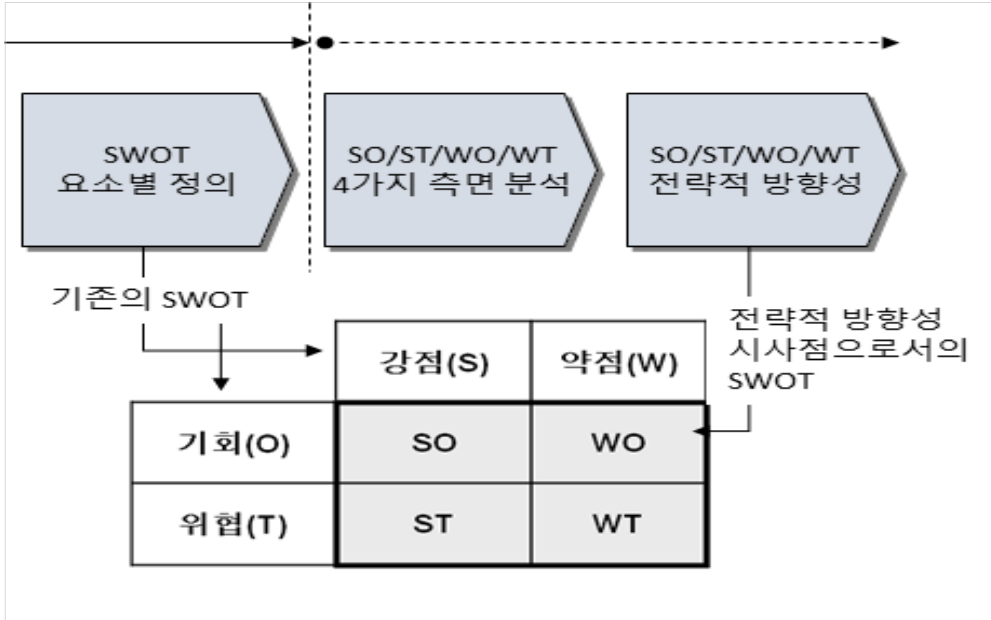 SWOT
요소별 정의
SO/ST/WO/WT
4가지 측면 분석
SO/ST/WO/WT
전략적 방향성
기존의 SWOT
전략적 방향성
시사점으로서의
SWOT
강점(S) 약점(W)
기회(O) SO WO
위협(T) ST WT